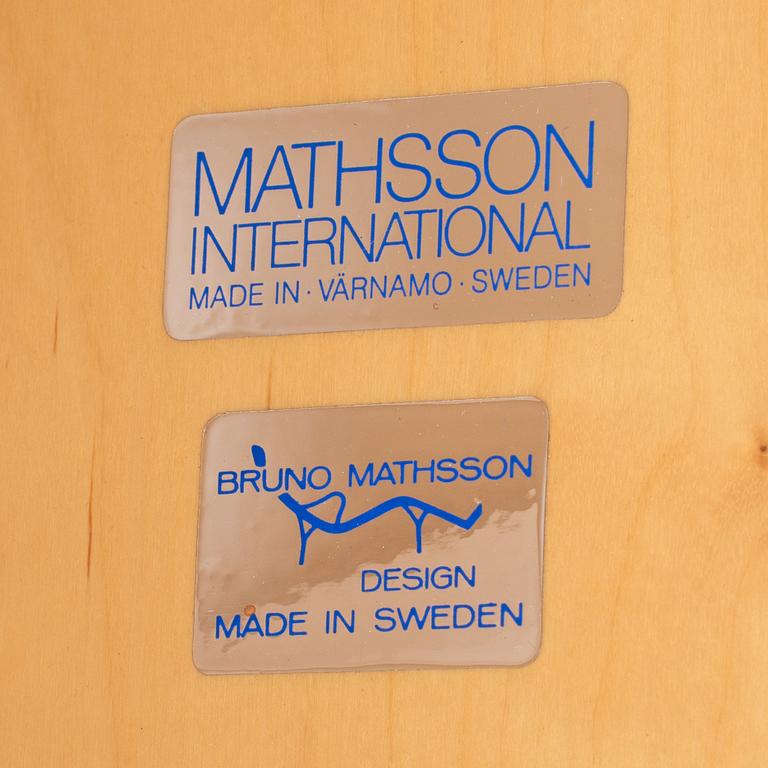 MATHSSON
INTERNATIONAL
MADE IN · VÄRNAMO · SWEDEN
BRUNO MATHSSON
DESIGN
MADE IN SWEDEN